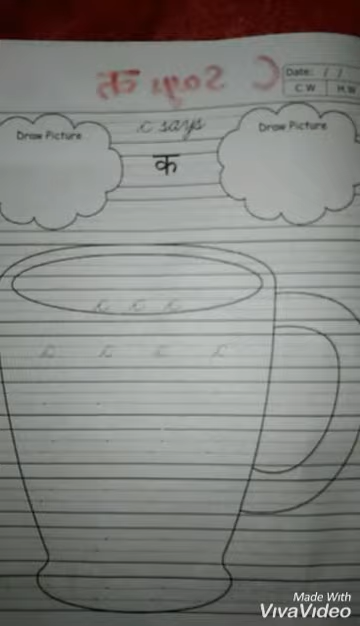 C says क
Date: / /
C W H.W
Draw Picture
c says
Draw Picture
क
c c c
c c c c
Made With
VivaVideo